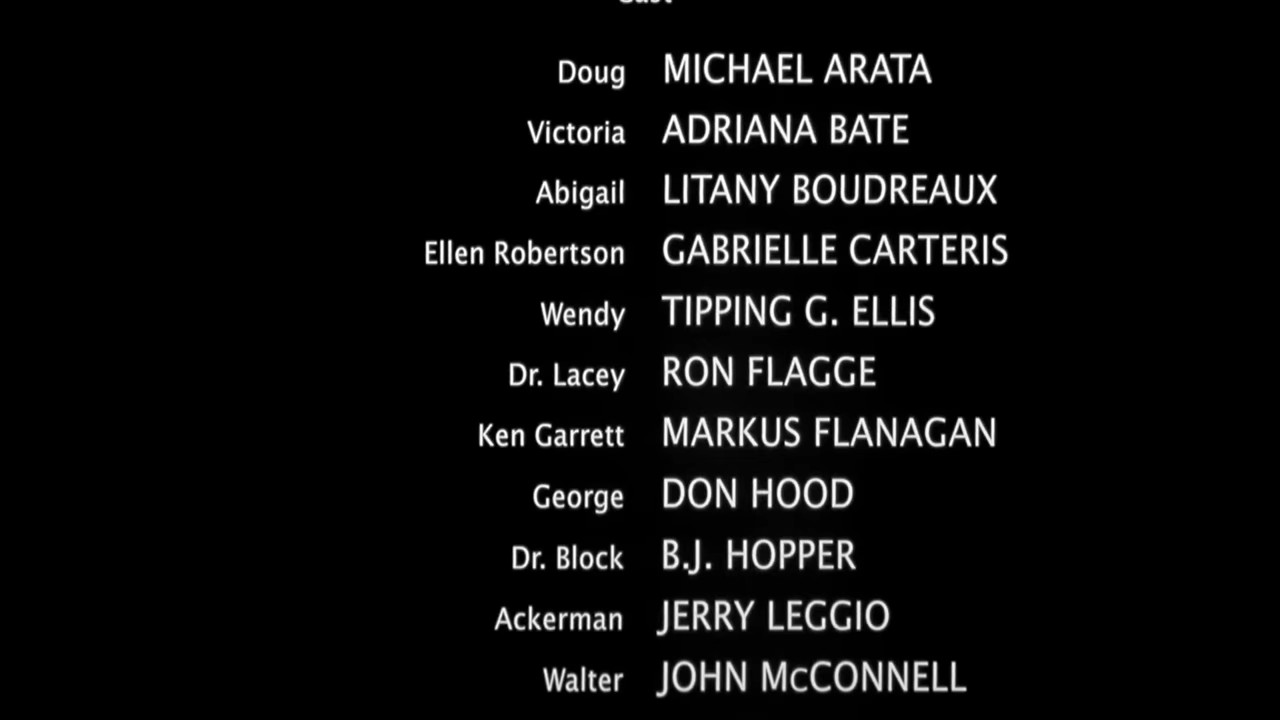 Cast
Doug MICHAEL ARATA
Victoria ADRIANA BATE
Abigail LITANY BOUDREAUX
Ellen Robertson GABRIELLE CARTERIS
Wendy TIPPING G. ELLIS
Dr. Lacey RON FLAGGE
Ken Garrett MARKUS FLANAGAN
George DON HOOD
Dr. Block B.J. HOPPER
Ackerman JERRY LEGGIO
Walter JOHN McCONNELL